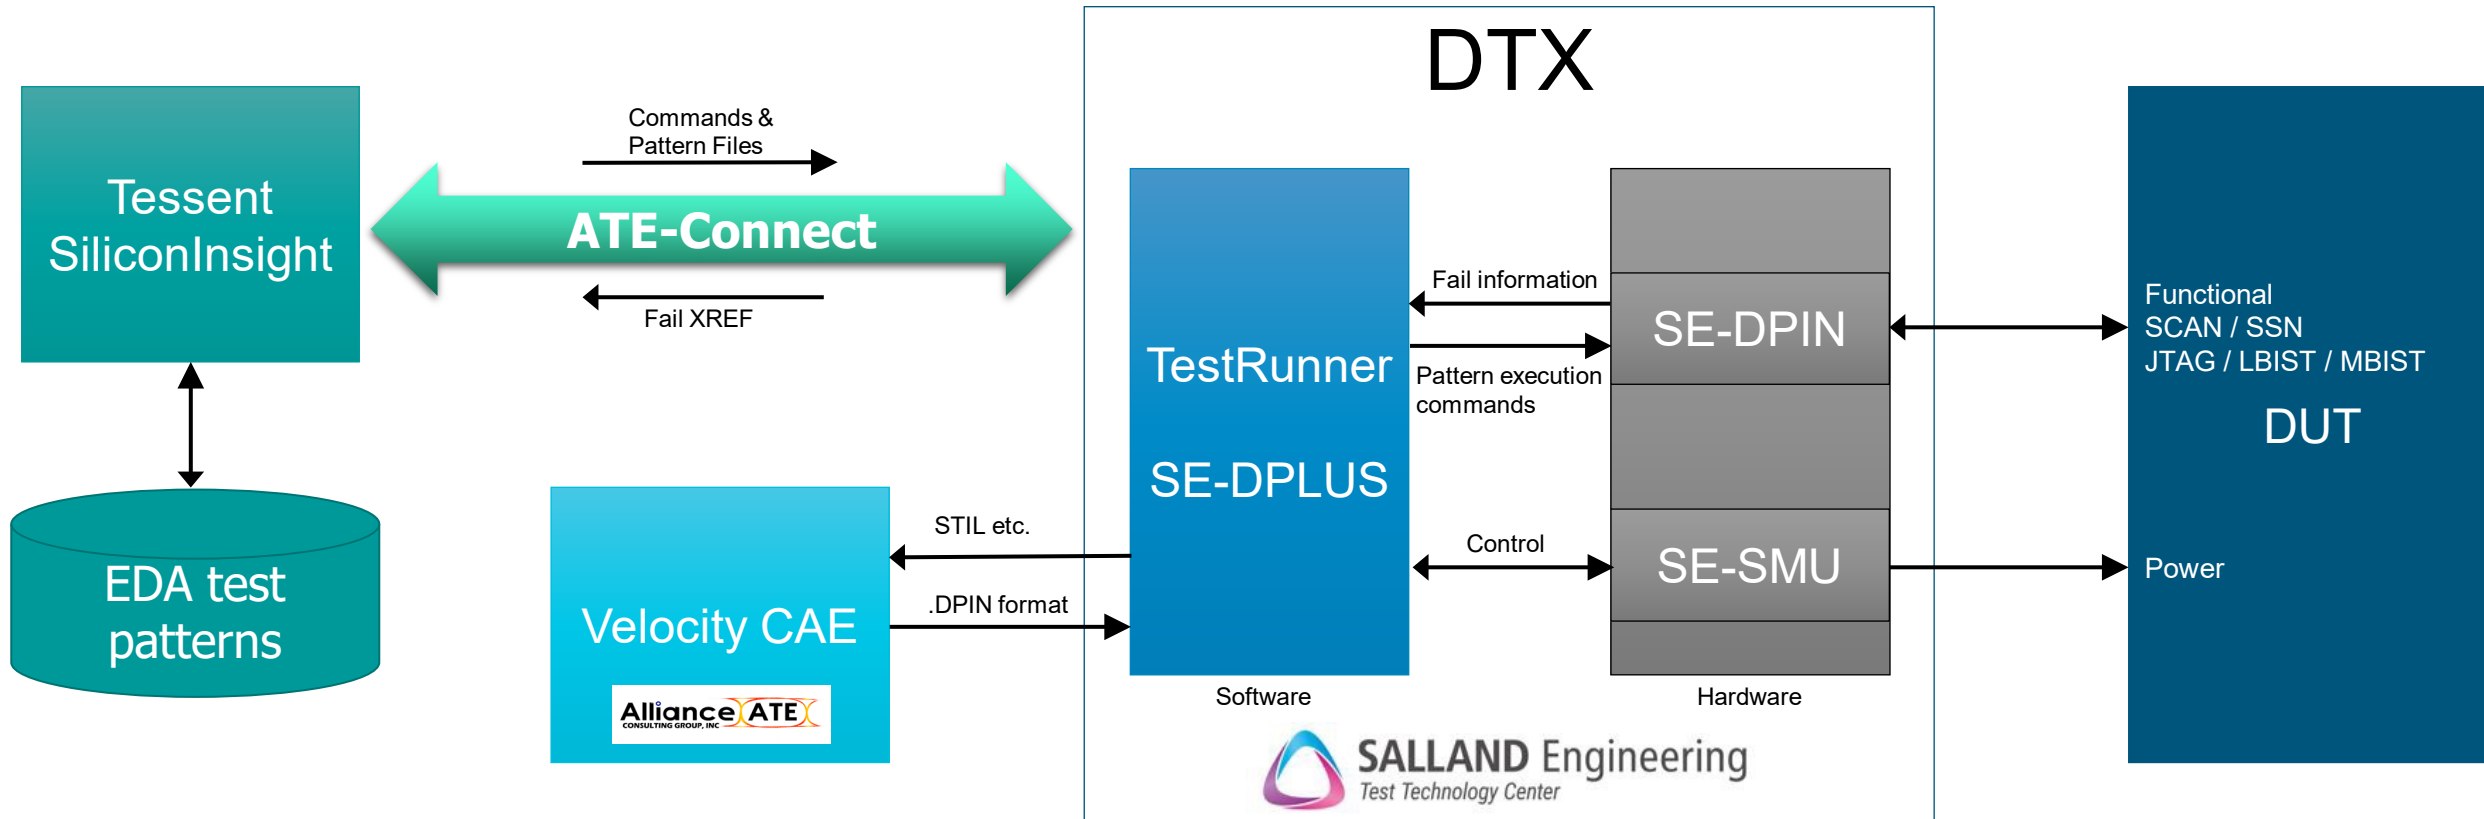 DTX
Commands &
Pattern Files
Tessent
SiliconInsight
ATE-Connect
Fail XREF
EDA test
patterns
STIL etc.
.DPIN format
Velocity CAE
Alliance ATE
CONSULTING GROUP, INC
TestRunner
SE-DPLUS
Software
Fail information
Pattern execution
commands
Control
SE-DPIN
SE-SMU
Hardware
SALLAND Engineering
Test Technology Center
Functional
SCAN / SSN
JTAG / LBIST / MBIST
DUT
Power